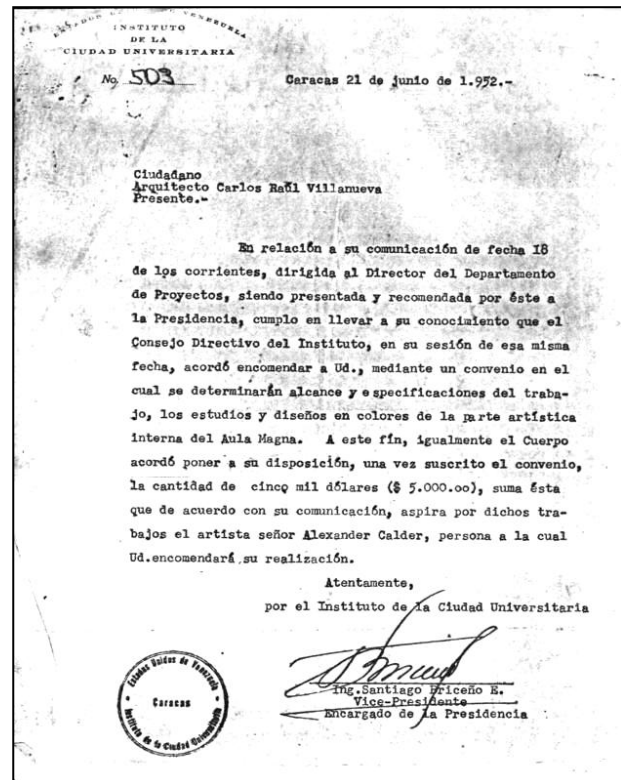 ESTADOS UNIDOS DE VENEZUELA
INSTITUTO
DE LA
CIUDAD UNIVERSITARIA
No. 503
Caracas 21 de junio de 1.952.-
Ciudadano
Arquitecto Carlos Raúl Villanueva
Presente.-
En relación a su comunicación de fecha 18
de los corrientes, dirigida al Director del Departamento
de Proyectos, siendo presentada y recomendada por éste a
la Presidencia, cumplo en llevar a su conocimiento que el
Consejo Directivo del Instituto, en su sesión de esa misma
fecha, acordó encomendar a Ud., mediante un convenio en el
cual se determinarán alcance y especificaciones del traba-
jo, los estudios y diseños en colores de la parte artística
interna del Aula Magna. A este fin, igualmente el Cuerpo
acordó poner a su disposición, una vez suscrito el convenio,
la cantidad de cinco mil dólares ($ 5.000.oo), suma ésta
que de acuerdo con su comunicación, aspira por dichos tra-
bajos el artista señor Alexander Calder, persona a la cual
Ud.encomendará su realización.
Atentamente,
por el Instituto de la Ciudad Universitaria
Ing.Santiago Briceño E.
Vice-Presidente
Encargado de la Presidencia
Estados Unidos de Venezuela
Caracas
Instituto de la Ciudad Universitaria